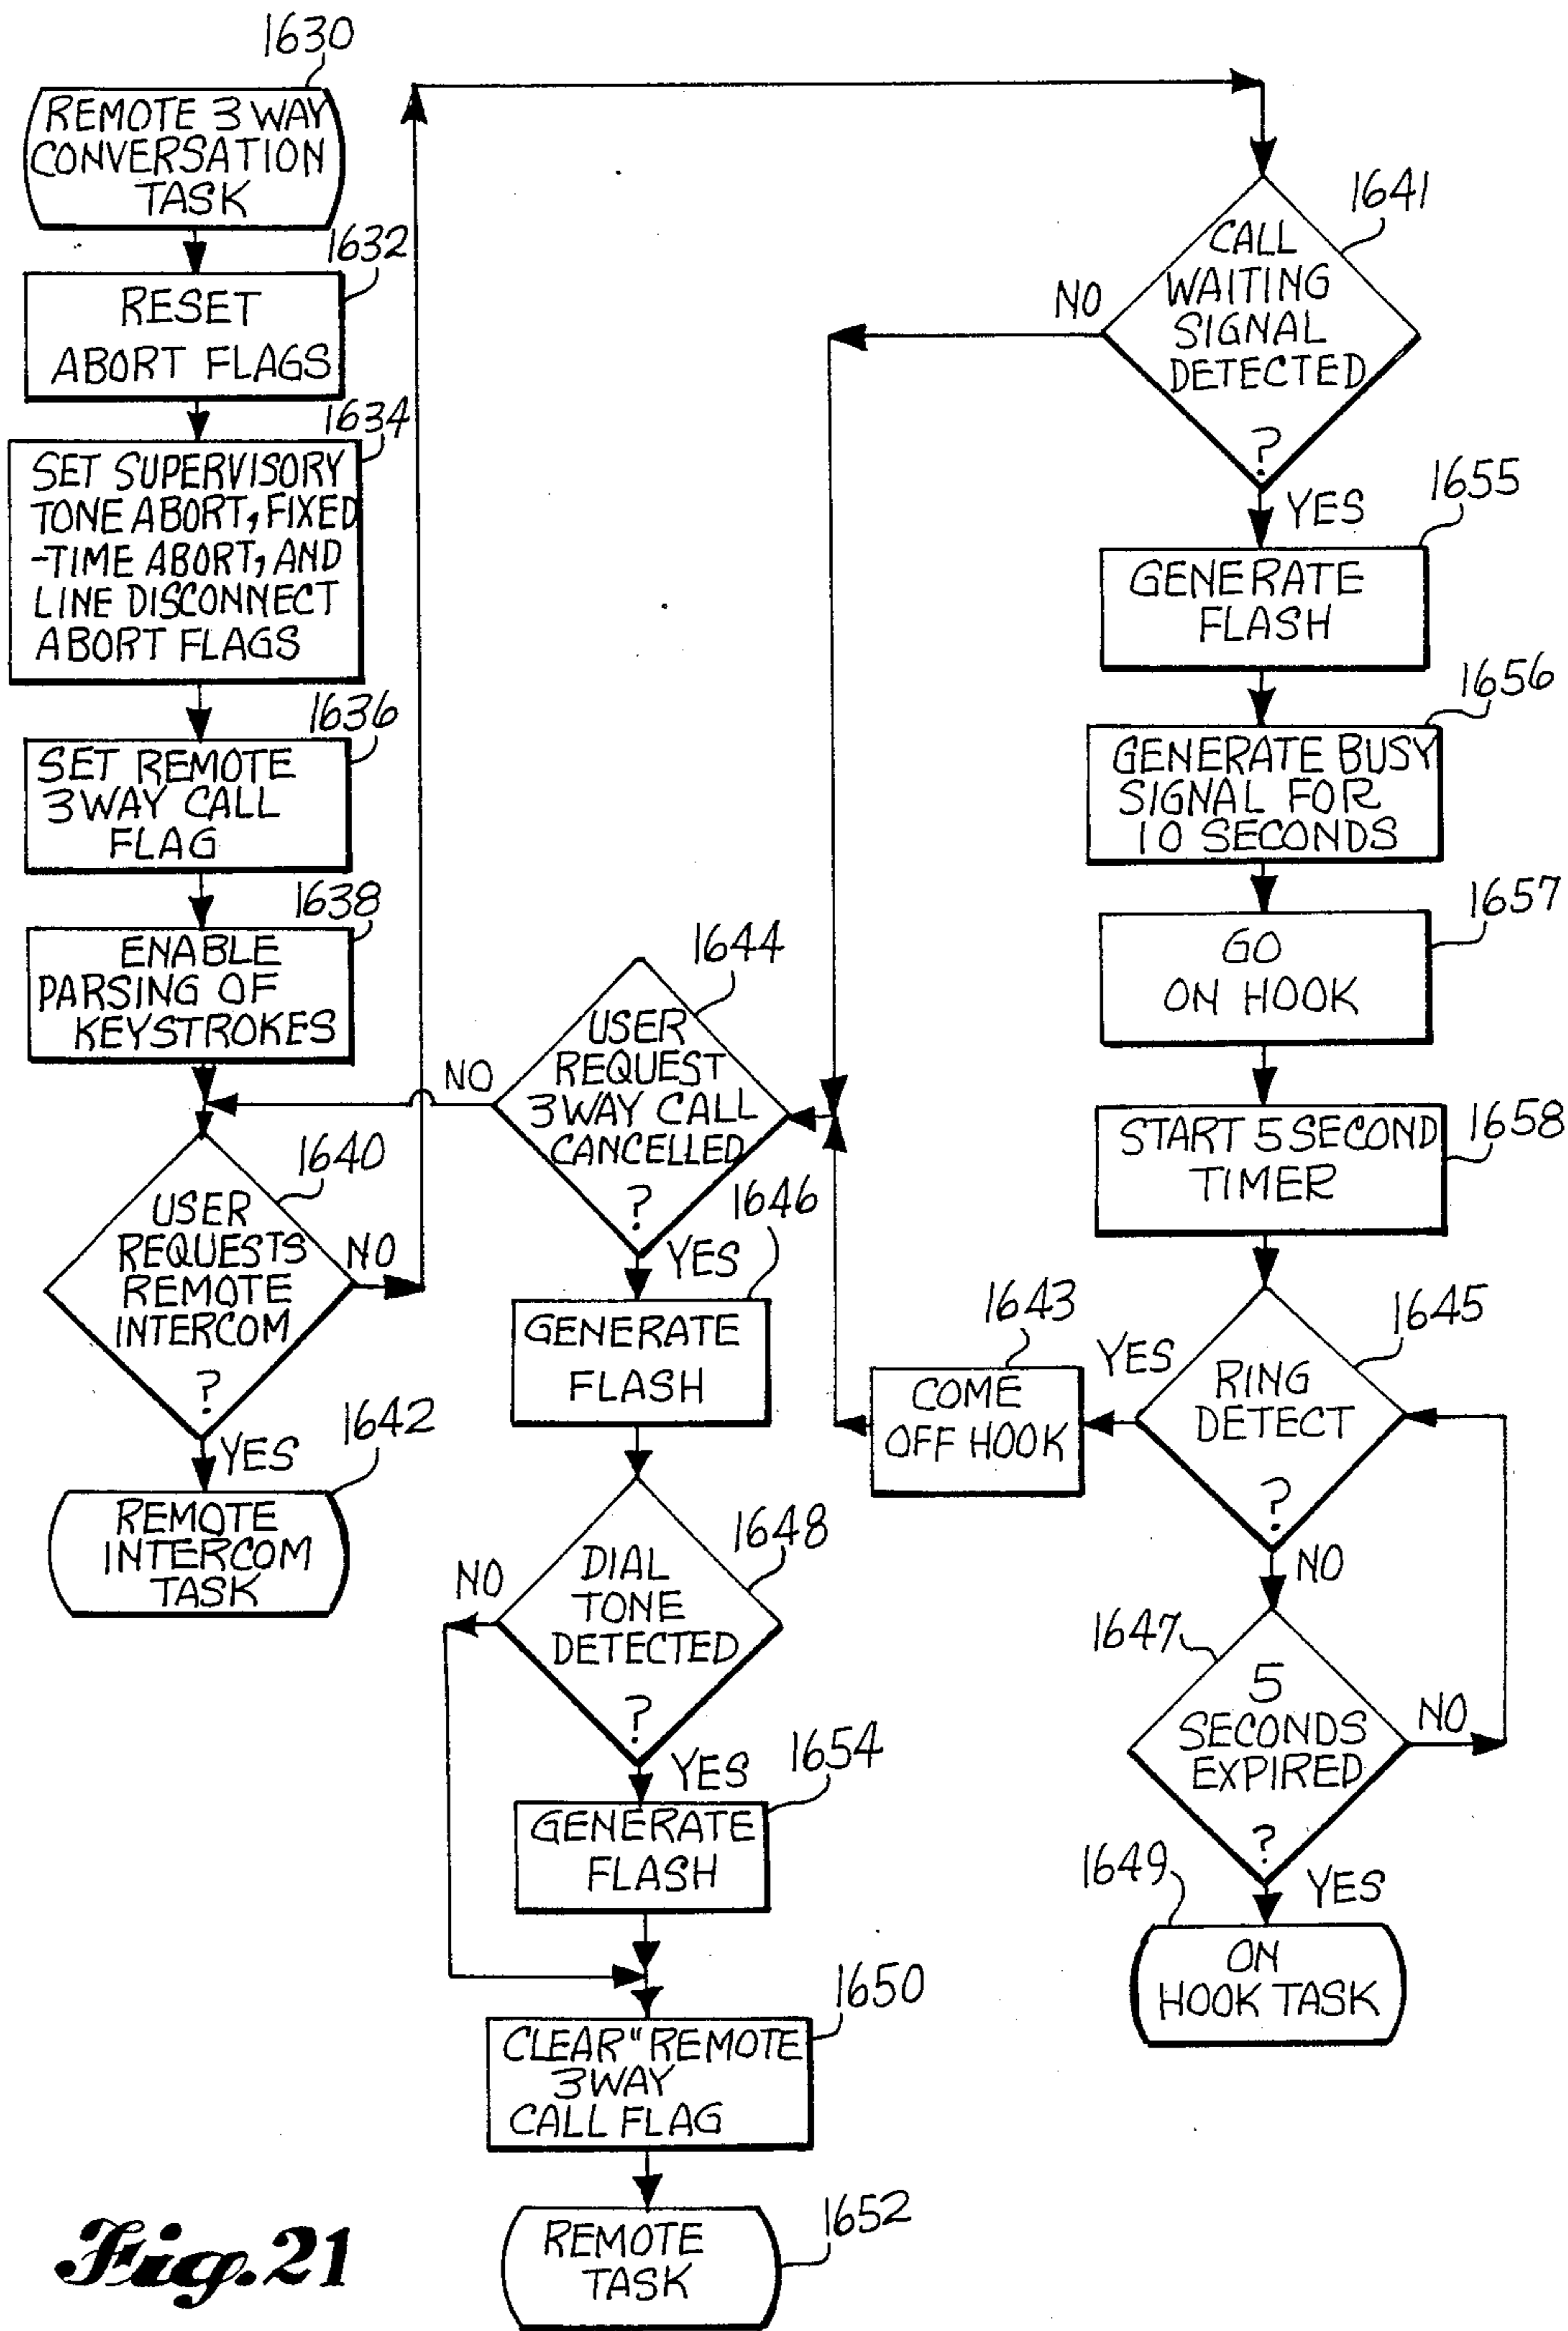 1630
REMOTE 3 WAY
CONVERSATION
TASK
1632
RESET
ABORT FLAGS
1634
SET SUPERVISORY
TONE ABORT, FIXED
-TIME ABORT, AND
LINE DISCONNECT
ABORT FLAGS
1636
SET REMOTE
3 WAY CALL
FLAG
1638
ENABLE
PARSING OF
KEYSTROKES
1640
USER
REQUESTS
REMOTE
INTERCOM
?
NO
YES
1642
REMOTE
INTERCOM
TASK
1644
USER
REQUEST
3 WAY CALL
CANCELLED
?
NO
YES
1646
GENERATE
FLASH
1648
DIAL
TONE
DETECTED
?
NO
YES
1654
GENERATE
FLASH
1650
CLEAR "REMOTE
3 WAY
CALL FLAG
1652
REMOTE
TASK
1641
CALL
WAITING
SIGNAL
DETECTED
?
NO
YES
1655
GENERATE
FLASH
1656
GENERATE BUSY
SIGNAL FOR
10 SECONDS
1657
GO
ON HOOK
1658
START 5 SECOND
TIMER
1645
RING
DETECT
?
YES
NO
1643
COME
OFF HOOK
1647
5
SECONDS
EXPIRED
?
NO
YES
1649
ON
HOOK TASK
Fig. 21